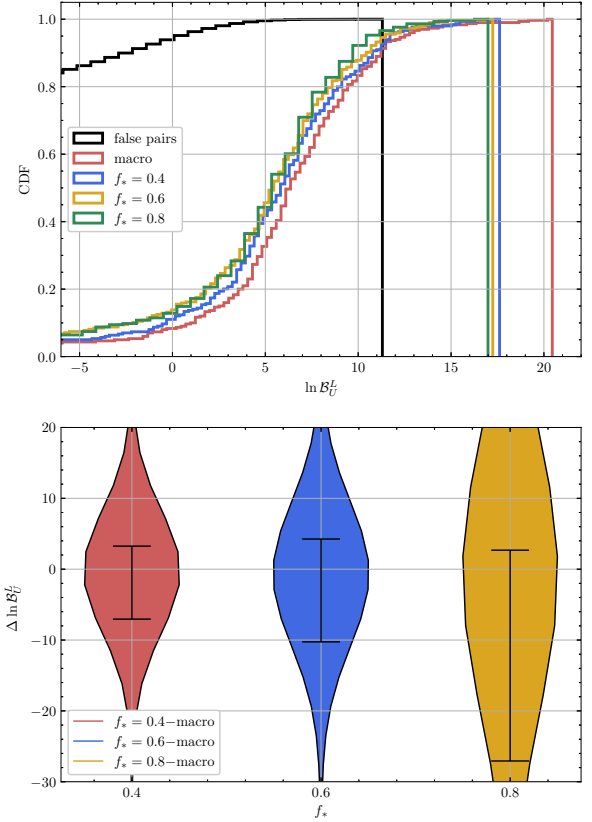 1.0
0.8
0.6
0.4
0.2
0.0
CDF
false pairs
macro
f∗ = 0.4
f∗ = 0.6
f∗ = 0.8
−5 0 5 10 15 20
ln 𝓑ᴸᵤ
20
10
0
−10
−20
−30
Δ ln 𝓑ᴸᵤ
f∗ = 0.4−macro
f∗ = 0.6−macro
f∗ = 0.8−macro
0.4 0.6 0.8
f∗